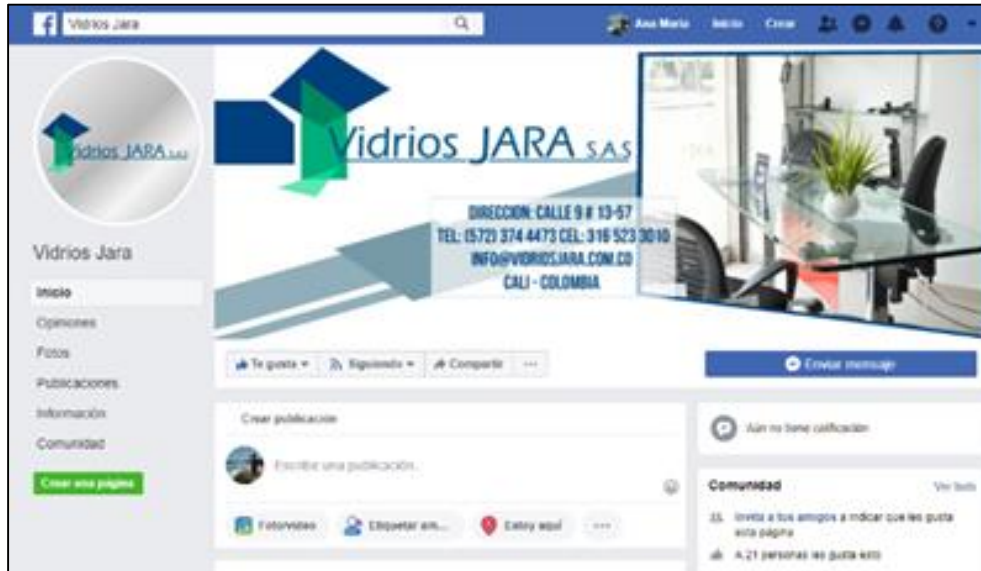 Vidrios Jara
Ana María Inicio Crear
Vidrios JARA SAS
Vidrios JARA SAS
DIRECCION: CALLE 9 # 13-57
TEL: (572) 374 4473 CEL: 316 523 3010
INFO@VIDRIOSJARA.COM.CO
CALI - COLOMBIA
Vidrios Jara
Inicio
Opiniones
Fotos
Publicaciones
Información
Comunidad
Crear una página
Te gusta Siguiendo Compartir ...
Enviar mensaje
Crear publicación
Escribe una publicación.
Foto/video Etiquetar am... Estoy aquí ...
Aún no tiene calificación
Comunidad Ver todo
Invita a tus amigos a indicar que les gusta
esta página
A 21 personas les gusta esto